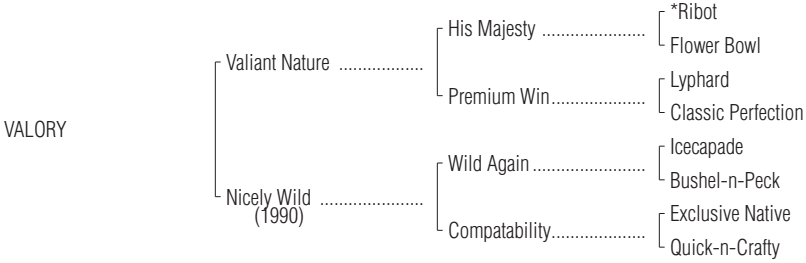 *Ribot
His Majesty ......................
Flower Bowl
Valiant Nature ..................
Lyphard
Premium Win....................
Classic Perfection
VALORY
Icecapade
Wild Again ........................
Bushel-n-Peck
Nicely Wild ......................
(1990)
Exclusive Native
Compatability....................
Quick-n-Crafty